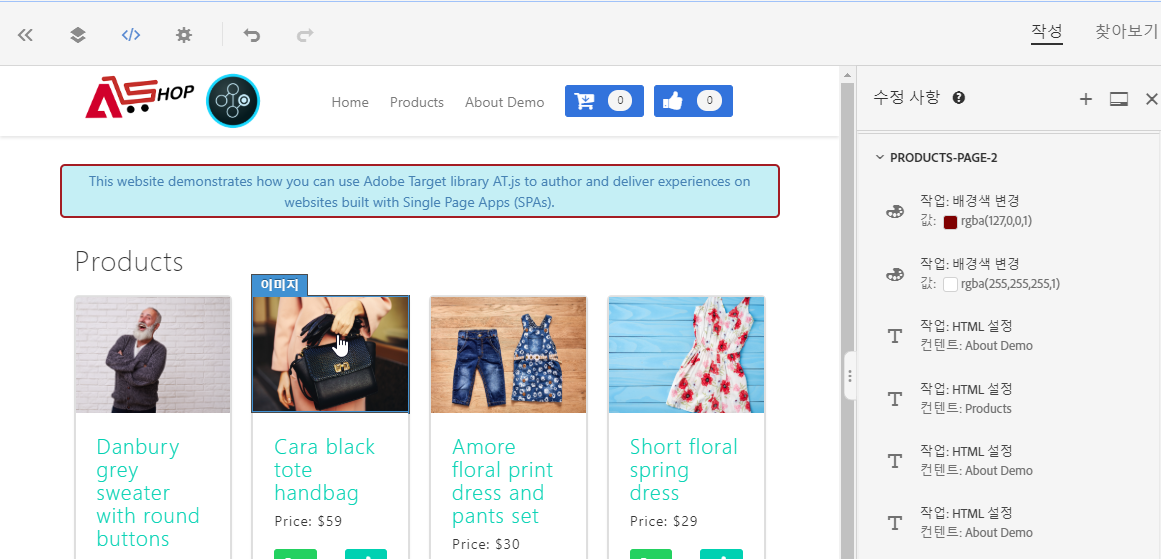 작성 찾아보기
SHOP
Home Products About Demo 0 0
수정 사항
This website demonstrates how you can use Adobe Target library AT.js to author and deliver experiences on
websites built with Single Page Apps (SPAs).
Products
이미지
Danbury
grey
sweater
with round
buttons
Cara black
tote
handbag
Price: $59
Amore
floral print
dress and
pants set
Price: $30
Short floral
spring
dress
Price: $29
PRODUCTS-PAGE-2
작업: 배경색 변경
값: rgba(127,0,0,1)
작업: 배경색 변경
값: rgba(255,255,255,1)
작업: HTML 설정
컨텐트: About Demo
작업: HTML 설정
컨텐트: Products
작업: HTML 설정
컨텐트: About Demo
작업: HTML 설정
컨텐트: About Demo